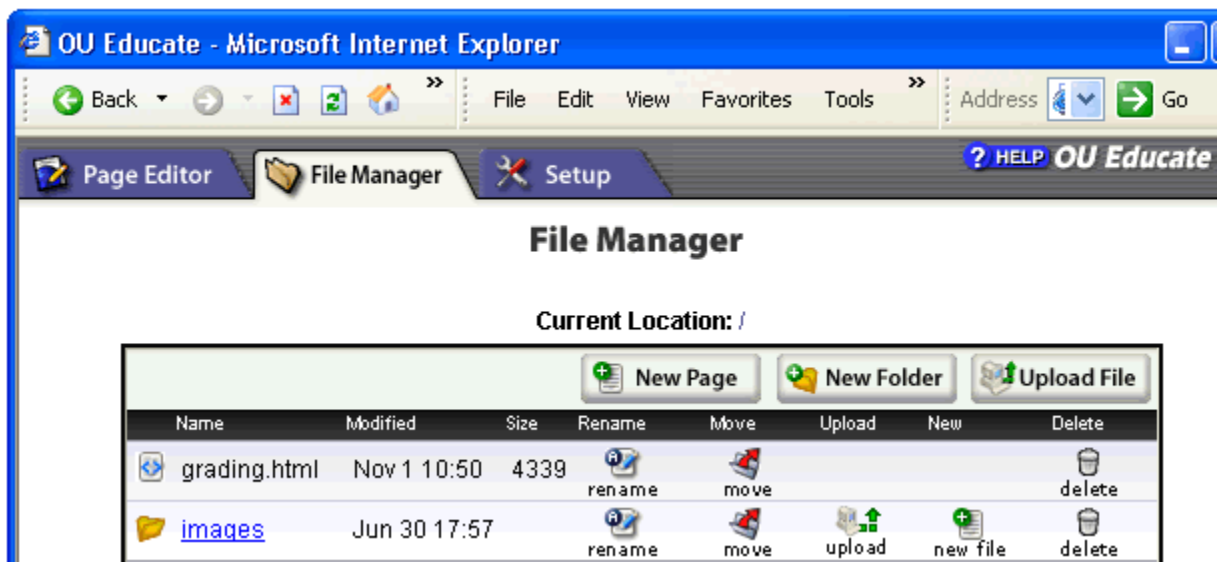 OU Educate - Microsoft Internet Explorer
Back » File Edit View Favorites Tools » Address Go
Page Editor File Manager Setup ? HELP OU Educate
File Manager
Current Location: /
New Page New Folder Upload File
Name Modified Size Rename Move Upload New Delete
grading.html Nov 1 10:50 4339 rename move delete
images Jun 30 17:57 rename move upload new file delete